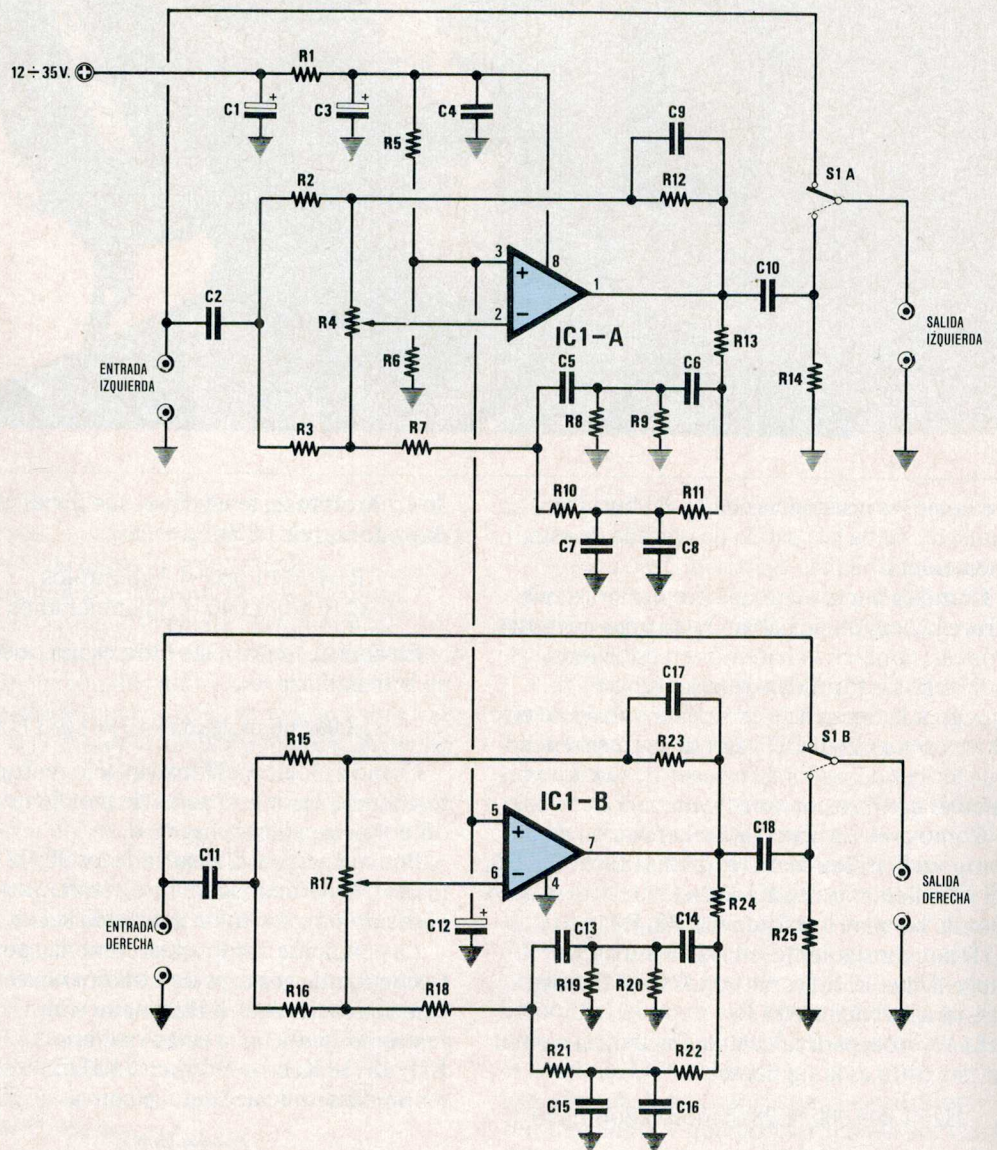 12÷35V.
R1
C1
C3
C4
R5
C9
R2
R12
S1 A
3
8
+
1
C10
C2
−
2
R4
IC1-A
R13
SALIDA
IZQUIERDA
ENTRADA
IZQUIERDA
R6
C5
C6
R14
R8
R9
R3
R7
R10
R11
C7
C8
C17
R15
R23
S1 B
IC1-B
5
+
7
C18
−
6
4
R17
R24
SALIDA
DERECHA
C11
ENTRADA
DERECHA
C12
C13
C14
R25
R19
R20
R16
R18
R21
R22
C15
C16